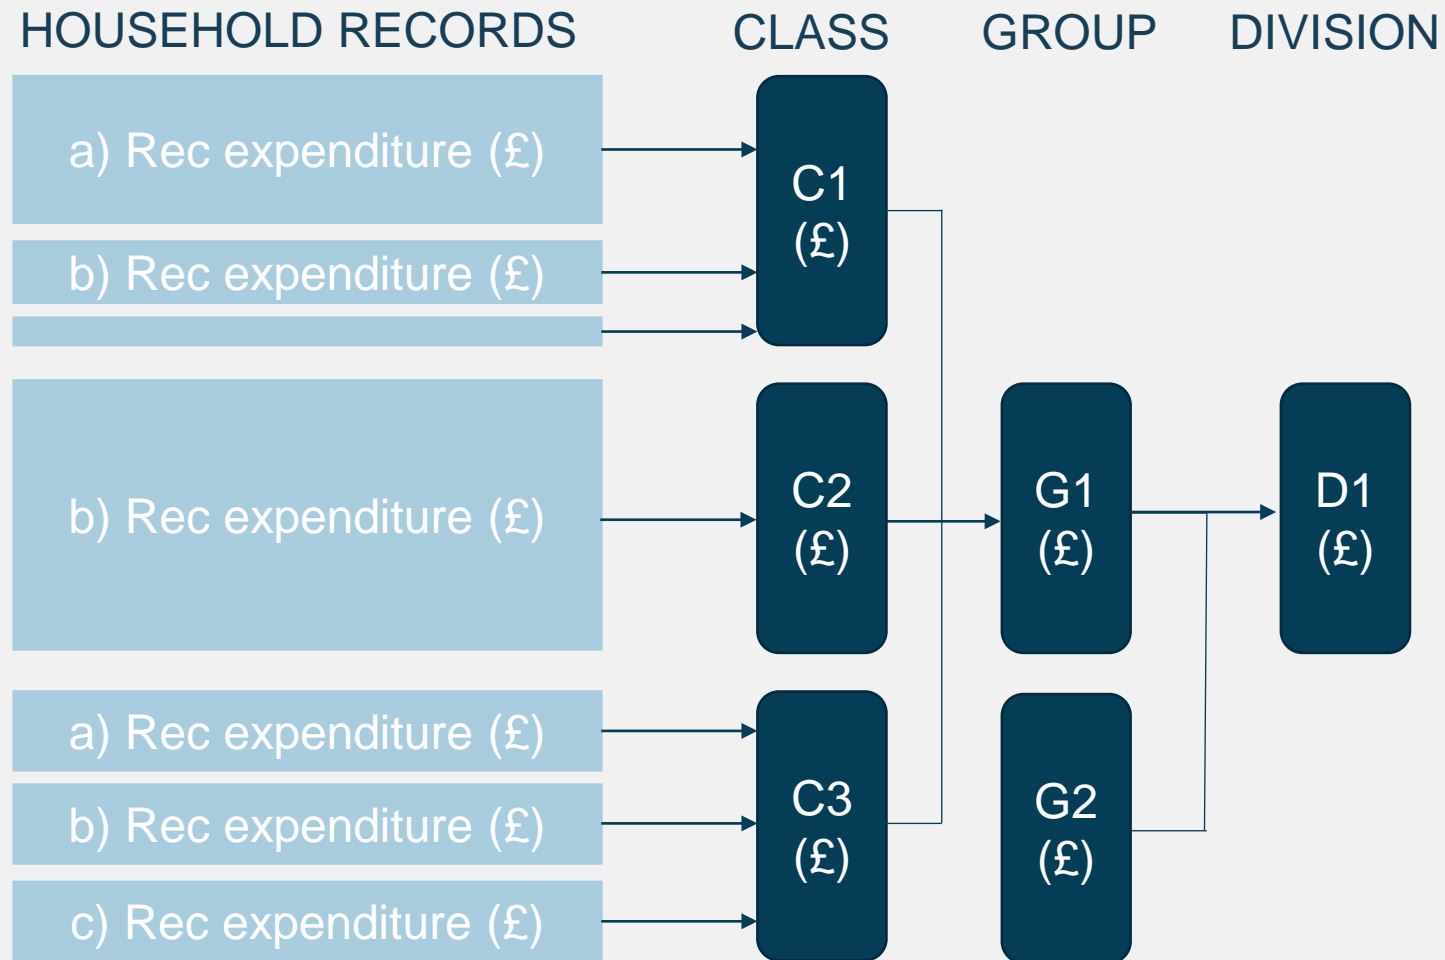 HOUSEHOLD RECORDS CLASS GROUP DIVISION
a) Rec expenditure (£)
C1
(£)
b) Rec expenditure (£)
b) Rec expenditure (£)
C2
(£)
G1
(£)
D1
(£)
a) Rec expenditure (£)
b) Rec expenditure (£)
c) Rec expenditure (£)
C3
(£)
G2
(£)